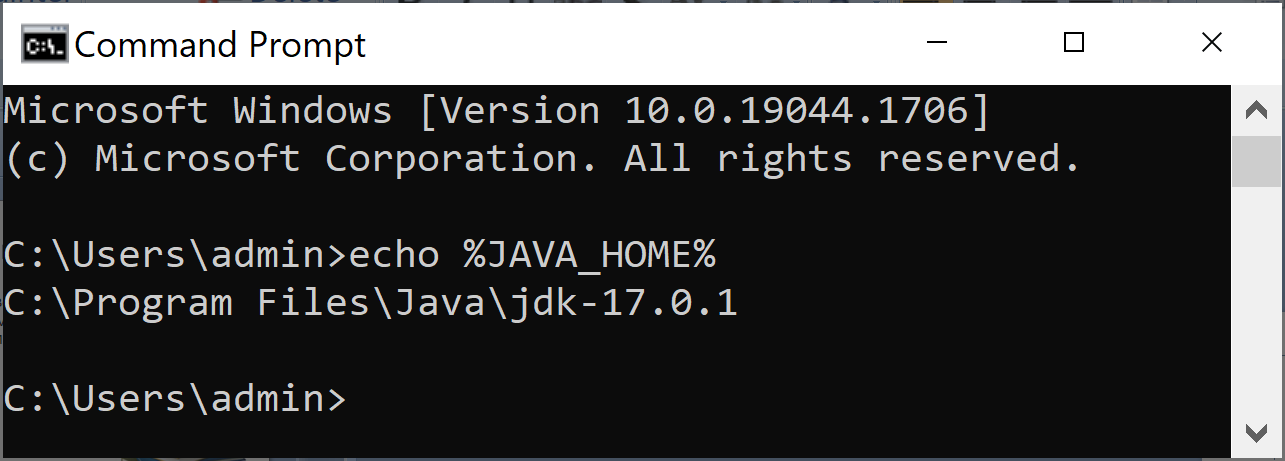 Command Prompt
Microsoft Windows [Version 10.0.19044.1706]
(c) Microsoft Corporation. All rights reserved.
C:\Users\admin>echo %JAVA_HOME%
C:\Program Files\Java\jdk-17.0.1
C:\Users\admin>